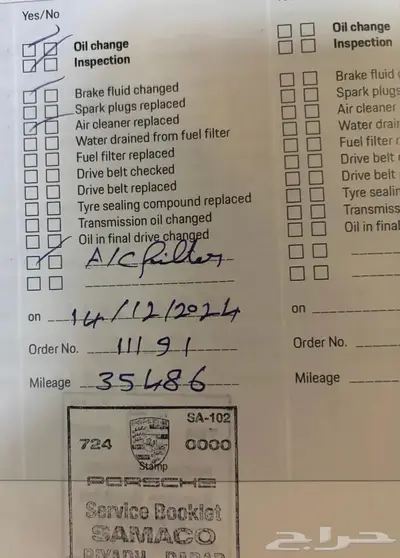 Yes/No
Oil change
Inspection
Brake fluid changed
Spark plugs replaced
Air cleaner replaced
Water drained from fuel filter
Fuel filter replaced
Drive belt checked
Drive belt replaced
Tyre sealing compound replaced
Transmission oil changed
Oil in final drive changed
A/C filter
on 14/12/2024
Order No. 11191
Mileage 35486
SA-102
724 0000
Stamp
PORSCHE
Service Booklet
SAMACO
RIYADH
Oil change
Inspection
Brake fluid
Spark plugs
Air cleaner
Water drai
Fuel filter
Drive belt
Drive belt
Tyre sealin
Transmiss
Oil in fina
on
Order No.
Mileage
حراج